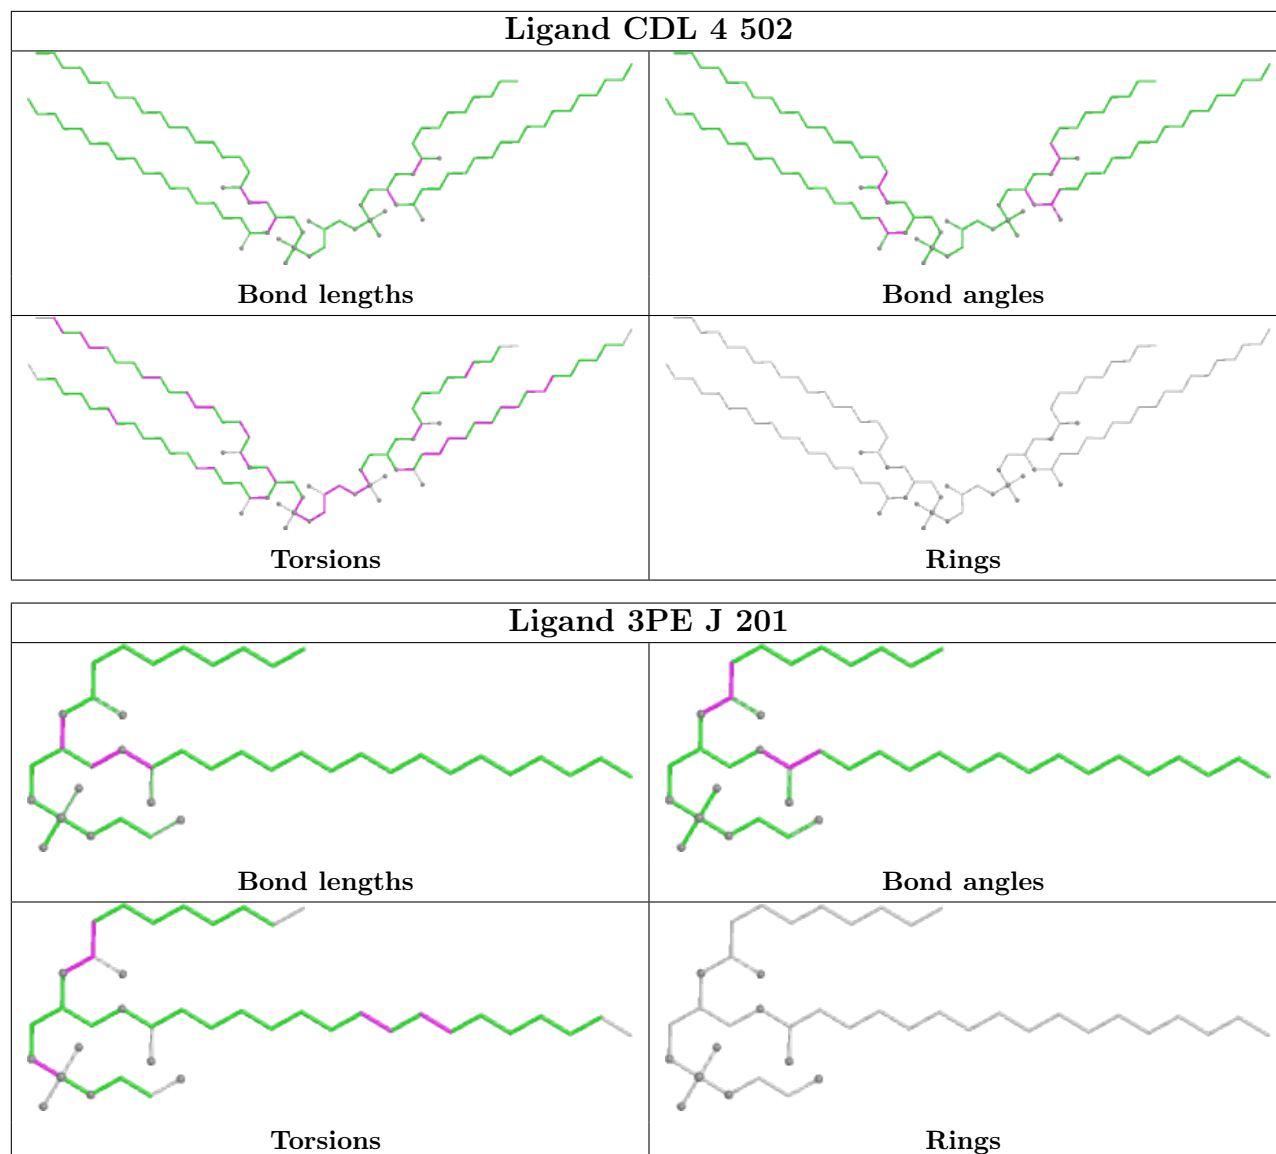 Ligand CDL 4 502
Bond lengths
Bond angles
Torsions
Rings
Ligand 3PE J 201
Bond lengths
Bond angles
Torsions
Rings